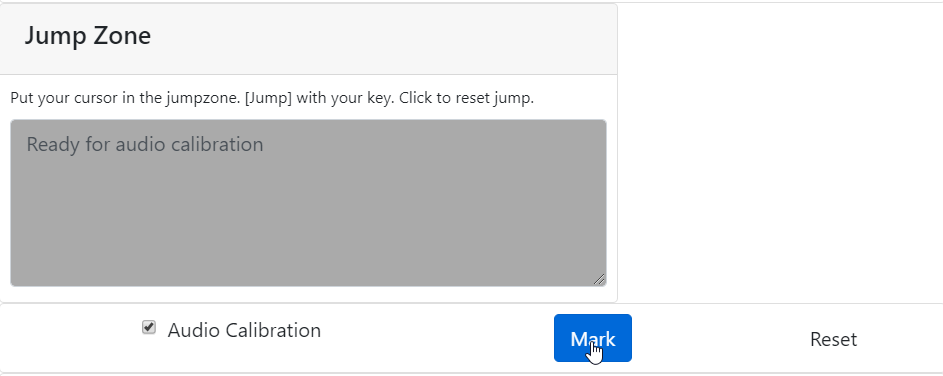 Jump Zone
Put your cursor in the jumpzone. [Jump] with your key. Click to reset jump.
Ready for audio calibration
Audio Calibration Mark Reset